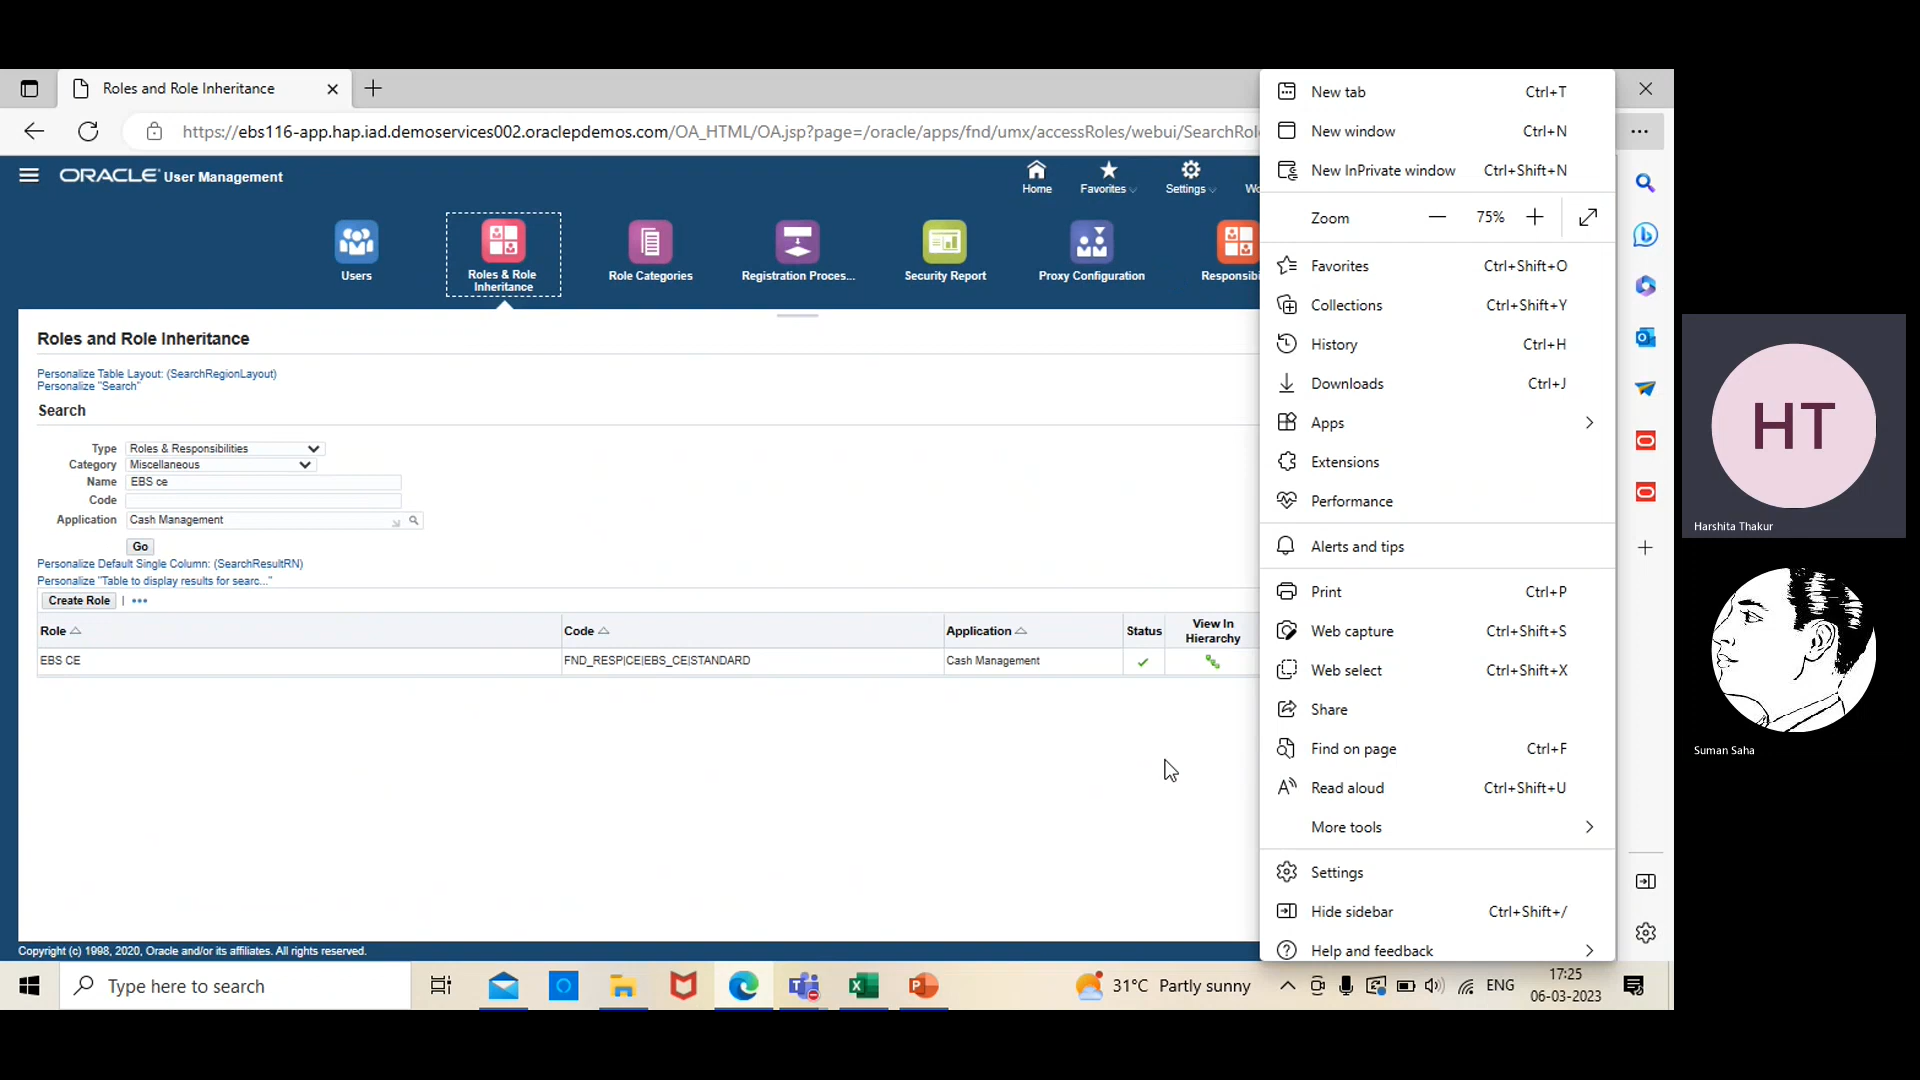 Roles and Role Inheritance
https://ebs116-app.hap.iad.demoservices002.oraclepdemos.com/OA_HTML/OA.jsp?page=/oracle/apps/fnd/umx/accessRoles/webui/SearchRol
ORACLE User Management
Home
Favorites
Settings
Wo
Users
Roles & Role
Inheritance
Role Categories
Registration Proces...
Security Report
Proxy Configuration
Responsibi
Roles and Role Inheritance
Personalize Table Layout: (SearchRegionLayout)
Personalize "Search"
Search
Type Roles & Responsibilities
Category Miscellaneous
Name EBS ce
Code
Application Cash Management
Go
Personalize Default Single Column: (SearchResultRN)
Personalize "Table to display results for searc..."
Create Role | •••
Role Code Application Status View In
Hierarchy
EBS CE FND_RESP|CE|EBS_CE|STANDARD Cash Management
Copyright (c) 1998, 2020, Oracle and/or its affiliates. All rights reserved.
New tab Ctrl+T
New window Ctrl+N
New InPrivate window Ctrl+Shift+N
Zoom — 75% +
Favorites Ctrl+Shift+O
Collections Ctrl+Shift+Y
History Ctrl+H
Downloads Ctrl+J
Apps
Extensions
Performance
Alerts and tips
Print Ctrl+P
Web capture Ctrl+Shift+S
Web select Ctrl+Shift+X
Share
Find on page Ctrl+F
Read aloud Ctrl+Shift+U
More tools
Settings
Hide sidebar Ctrl+Shift+/
Help and feedback
HT
Harshita Thakur
Suman Saha
Type here to search
31°C Partly sunny
ENG
17:25
06-03-2023